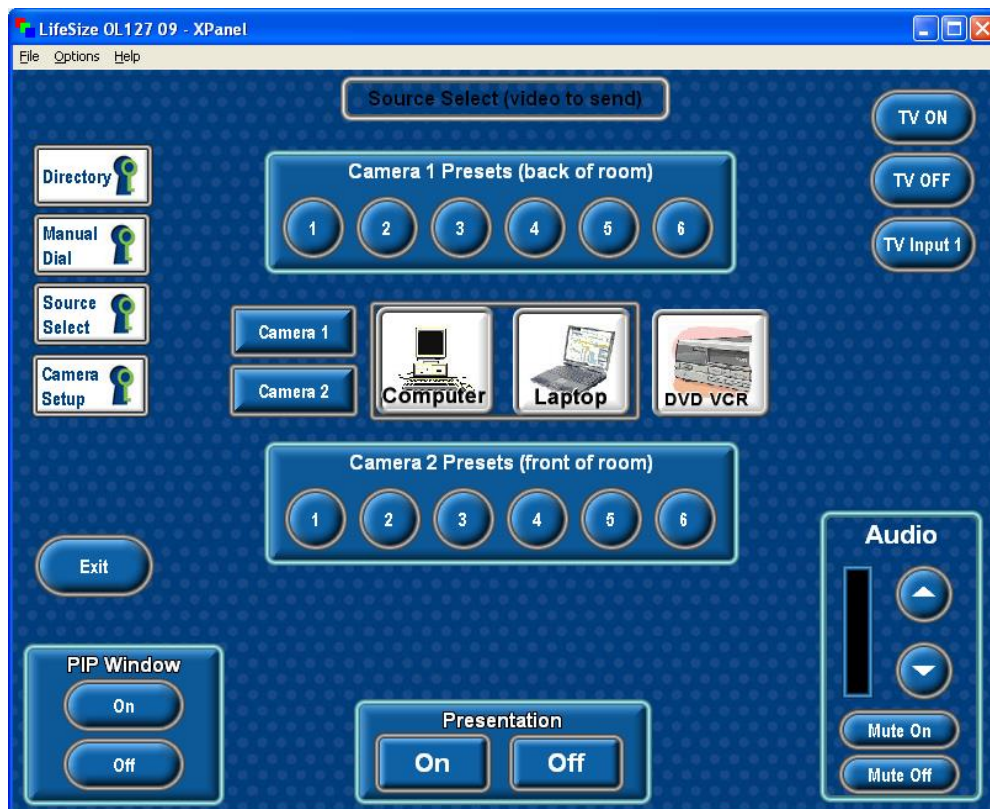 LifeSize OL127 09 - XPanel
File Options Help
Source Select (video to send)
TV ON
TV OFF
TV Input 1
Directory
Manual
Dial
Source
Select
Camera
Setup
Camera 1 Presets (back of room)
1 2 3 4 5 6
Camera 1
Camera 2
Computer
Laptop
DVD VCR
Camera 2 Presets (front of room)
1 2 3 4 5 6
Exit
Audio
Mute On
Mute Off
PIP Window
On
Off
Presentation
On Off